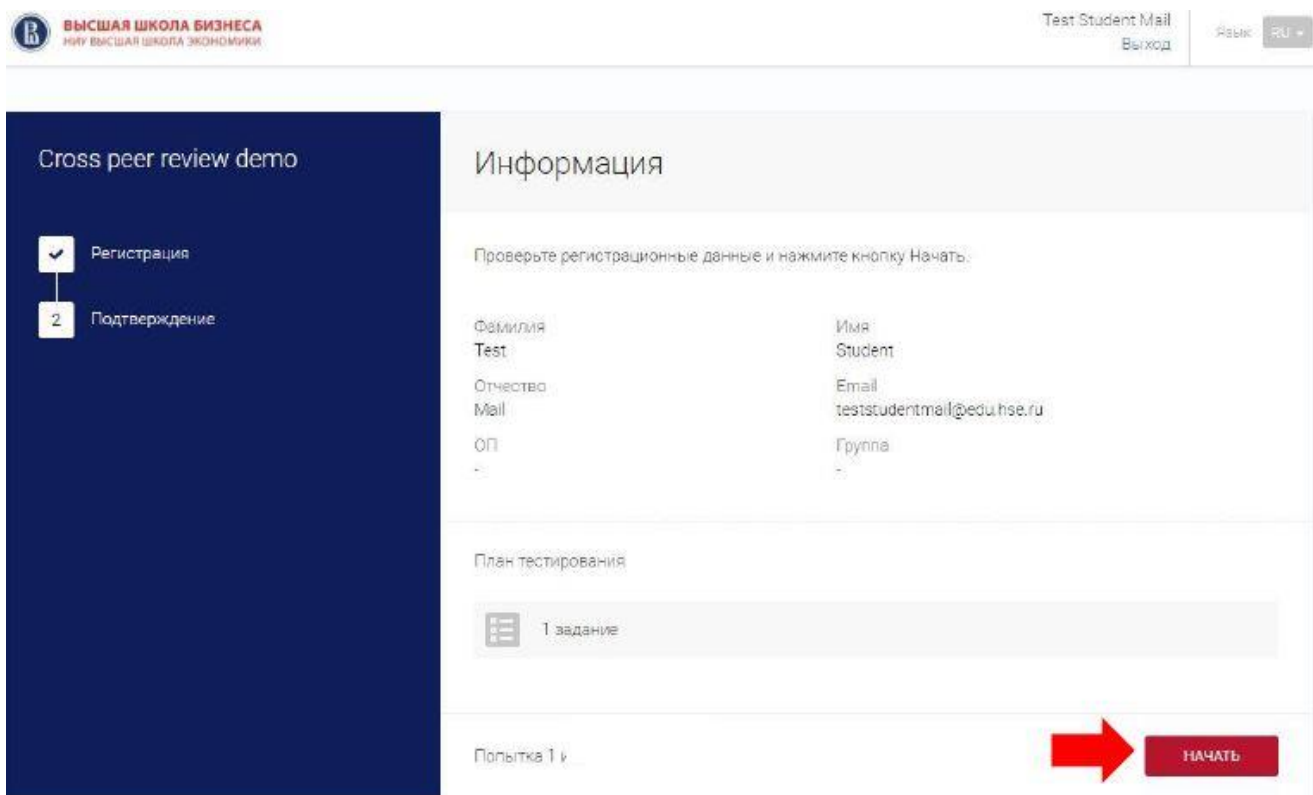 ВЫСШАЯ ШКОЛА БИЗНЕСА
НИУ ВЫСШАЯ ШКОЛА ЭКОНОМИКИ
Test Student Mail
Выход
Язык RU
Cross peer review demo
Регистрация
2 Подтверждение
Информация
Проверьте регистрационные данные и нажмите кнопку Начать.
Фамилия Имя
Test Student
Отчество Email
Mail teststudentmail@edu.hse.ru
ОП Группа
- -
План тестирования
1 задание
Попытка 1
НАЧАТЬ